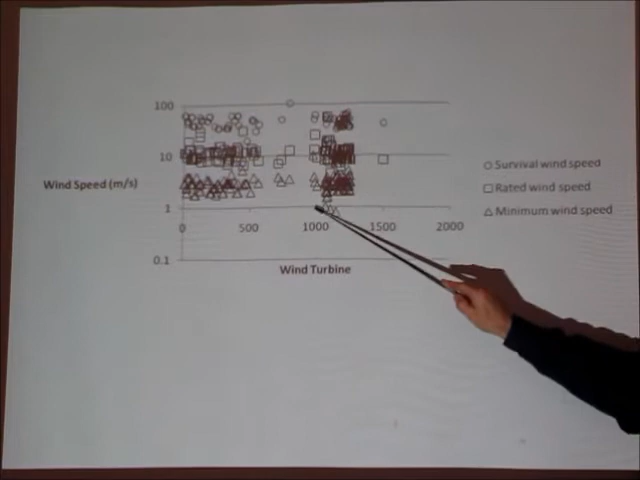 100
10
1
0.1
Wind Speed (m/s)
0 500 1000 1500 2000
Wind Turbine
Survival wind speed
Rated wind speed
Minimum wind speed